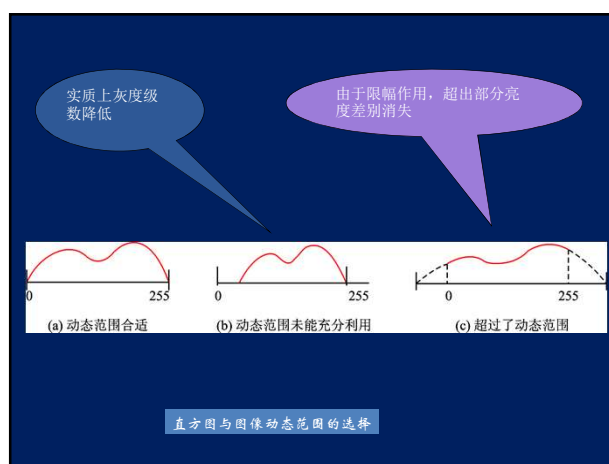 实质上灰度级
数降低
由于限幅作用，超出部分亮
度差别消失
0 255
(a) 动态范围合适
0 255
(b) 动态范围未能充分利用
0 255
(c) 超过了动态范围
直方图与图像动态范围的选择